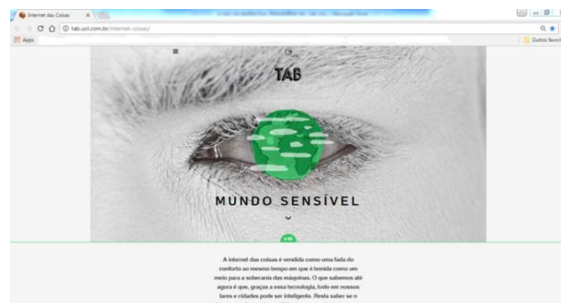 Internet das Coisas
tab.uol.com.br/internet-coisas/
Apps
Outros favoritos
TAB
MUNDO SENSÍVEL
A internet das coisas é vendida como uma fada do
conforto ao mesmo tempo em que é temida como um
meio para a soberania das máquinas. O que sabemos até
agora é que, graças a essa tecnologia, tudo em nossos
lares e cidades pode ser inteligente. Resta saber se o